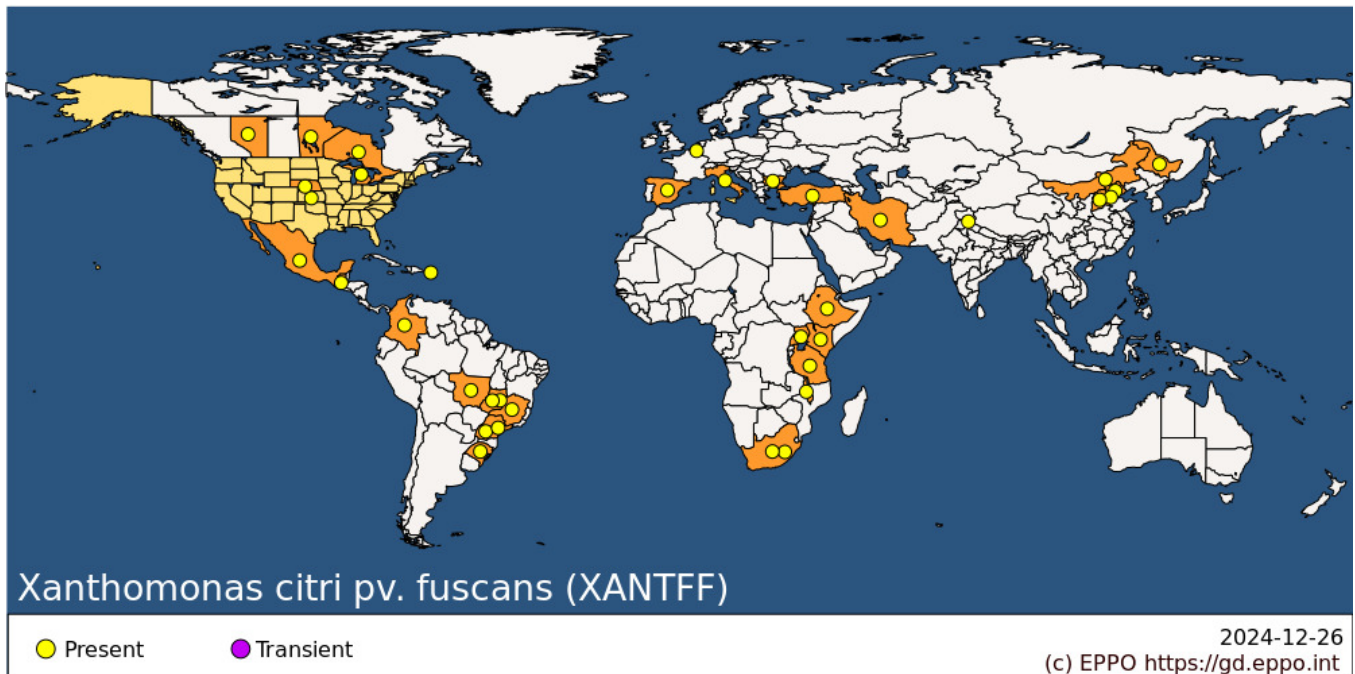 Xanthomonas citri pv. fuscans (XANTFF)
Present
Transient
2024-12-26
(c) EPPO https://gd.eppo.int